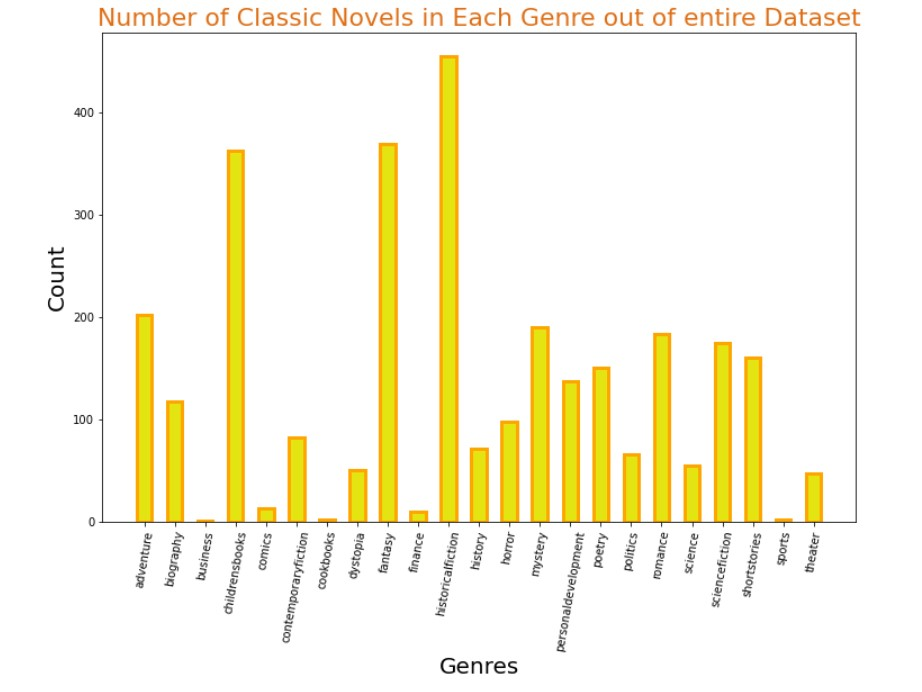 Number of Classic Novels in Each Genre out of entire Dataset
400
300
200
100
0
Count
adventure
biography
business
childrensbooks
comics
contemporaryfiction
cookbooks
dystopia
fantasy
finance
historicalfiction
history
horror
mystery
personaldevelopment
poetry
politics
romance
science
sciencefiction
shortstories
sports
theater
Genres